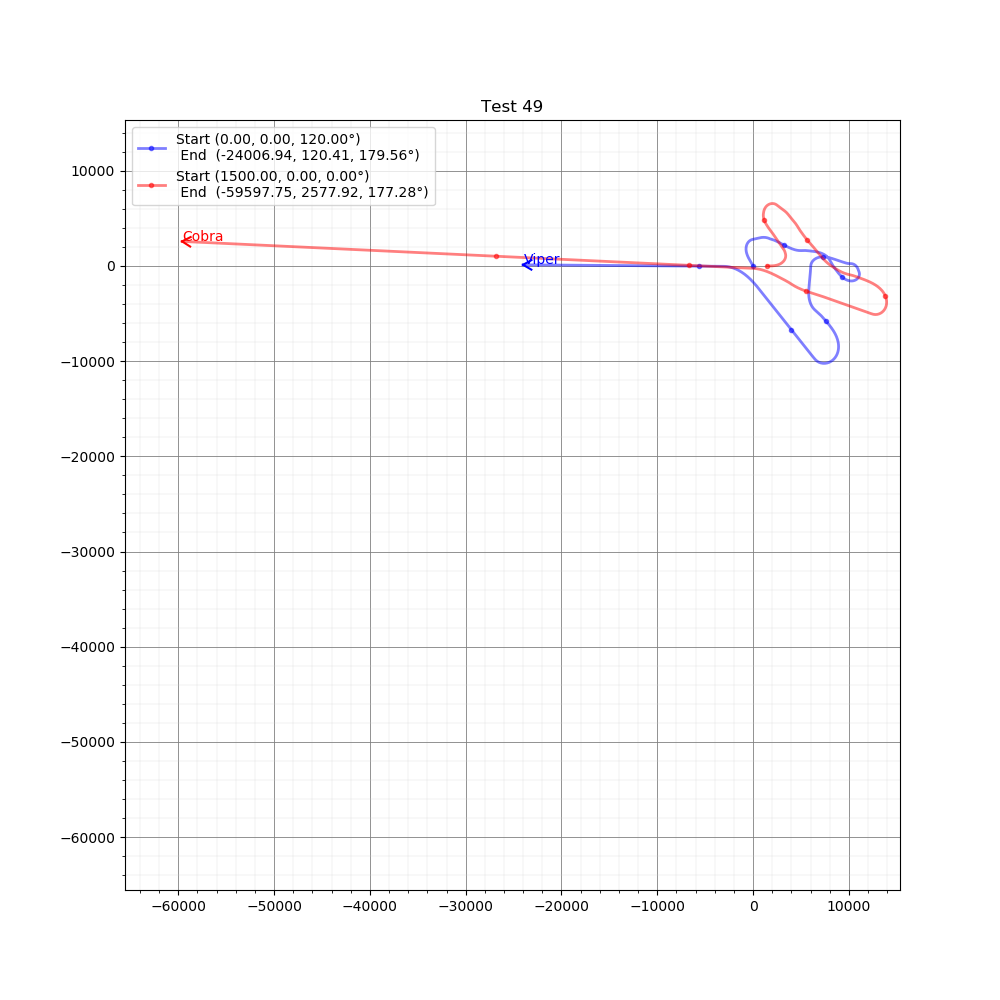 Test 49
Start (0.00, 0.00, 120.00°)
End (-24006.94, 120.41, 179.56°)
Start (1500.00, 0.00, 0.00°)
End (-59597.75, 2577.92, 177.28°)
10000
Cobra
Viper
0
−10000
−20000
−30000
−40000
−50000
−60000
−60000 −50000 −40000 −30000 −20000 −10000 0 10000